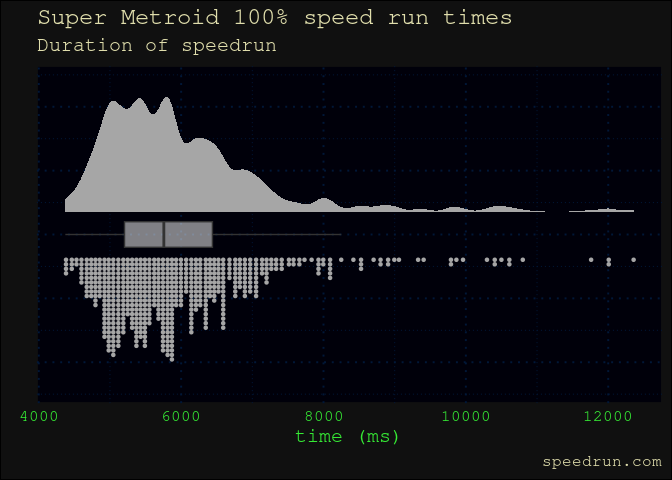 Super Metroid 100% speed run times
Duration of speedrun
4000 6000 8000 10000 12000
time (ms)
speedrun.com